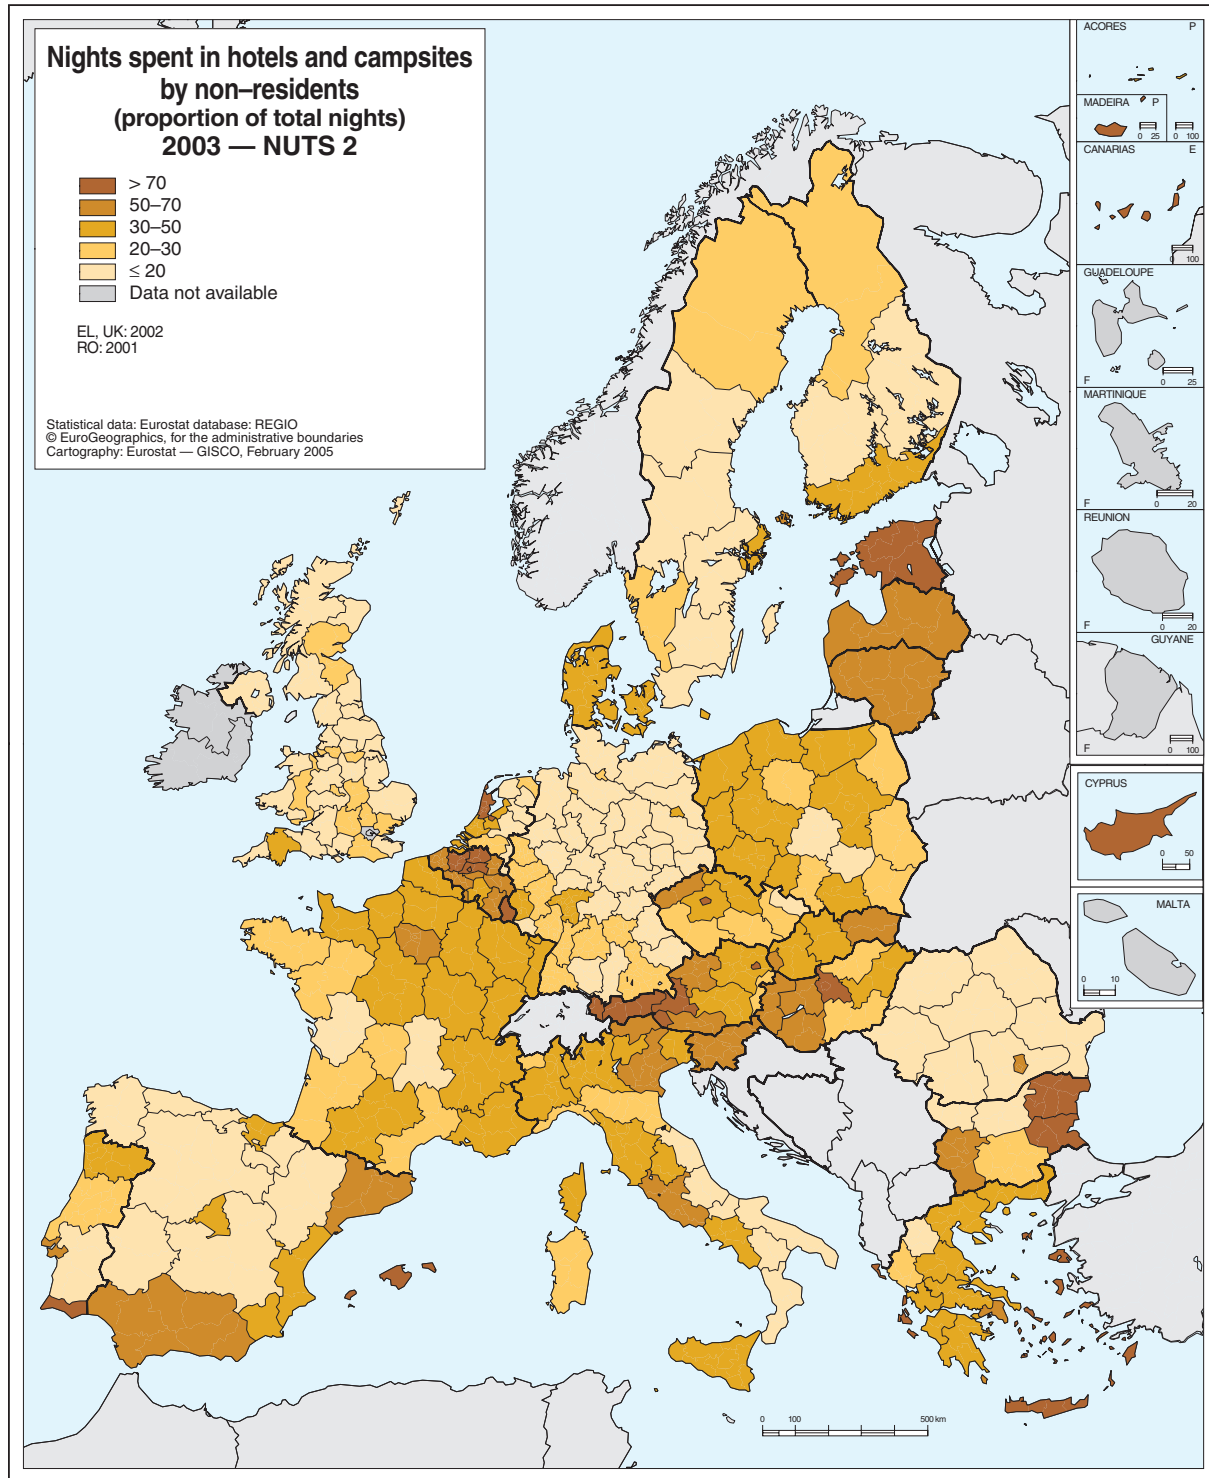 Nights spent in hotels and campsites
by non–residents
(proportion of total nights)
2003 — NUTS 2
> 70
50–70
30–50
20–30
≤ 20
Data not available
EL, UK: 2002
RO: 2001
Statistical data: Eurostat database: REGIO
© EuroGeographics, for the administrative boundaries
Cartography: Eurostat — GISCO, February 2005
ACORES P
MADEIRA P
0 25 0 100
CANARIAS E
0 100
GUADELOUPE
F 0 25
MARTINIQUE
F 0 20
REUNION
F 0 20
GUYANE
F 0 100
CYPRUS
0 50
MALTA
0 10
0 100 500 km